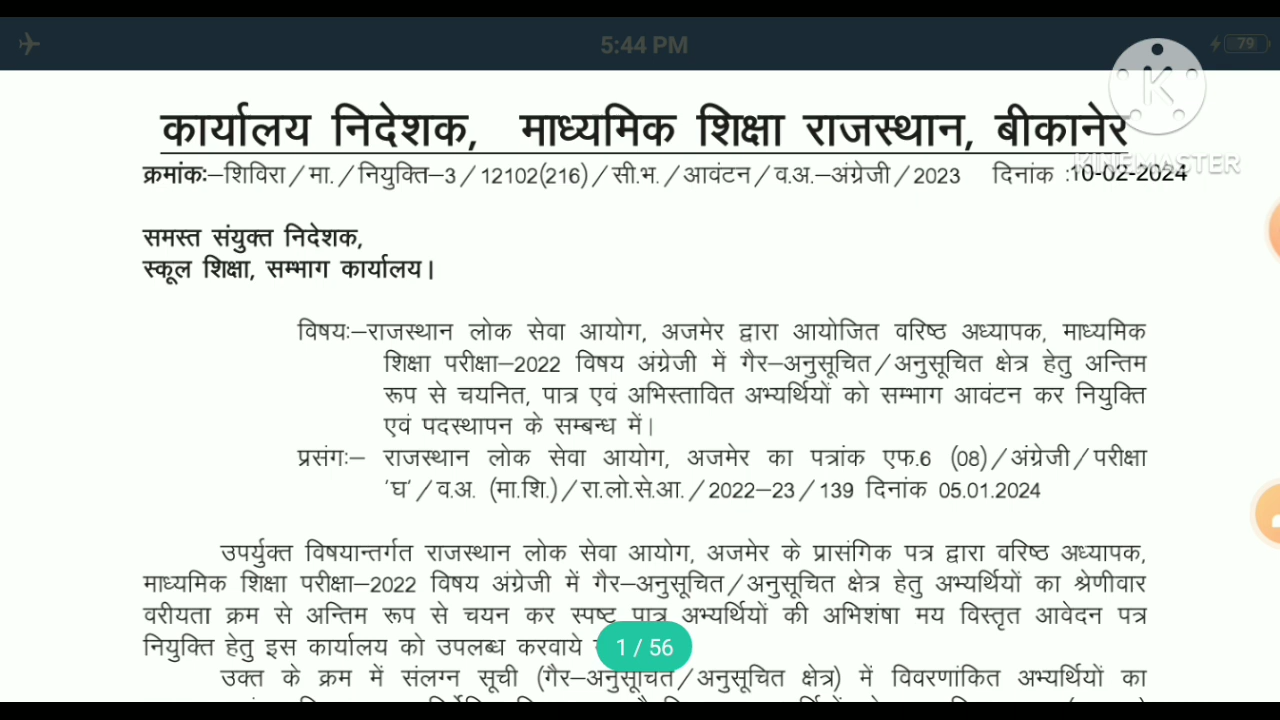 5:44 PM
79
K
KINEMASTER
कार्यालय निदेशक, माध्यमिक शिक्षा राजस्थान, बीकानेर
क्रमांकः–शिविरा/मा./नियुक्ति–3/12102(216)/सी.भ./आवंटन/व.अ.–अंग्रेजी/2023 दिनांक :10-02-2024
समस्त संयुक्त निदेशक,
स्कूल शिक्षा, सम्भाग कार्यालय।
विषयः–राजस्थान लोक सेवा आयोग, अजमेर द्वारा आयोजित वरिष्ठ अध्यापक, माध्यमिक
शिक्षा परीक्षा–2022 विषय अंग्रेजी में गैर–अनुसूचित/अनुसूचित क्षेत्र हेतु अन्तिम
रूप से चयनित, पात्र एवं अभिस्तावित अभ्यर्थियों को सम्भाग आवंटन कर नियुक्ति
एवं पदस्थापन के सम्बन्ध में।
प्रसंगः– राजस्थान लोक सेवा आयोग, अजमेर का पत्रांक एफ.6 (08)/अंग्रेजी/परीक्षा
'घ'/व.अ. (मा.शि.)/रा.लो.से.आ./2022–23/139 दिनांक 05.01.2024
उपर्युक्त विषयान्तर्गत राजस्थान लोक सेवा आयोग, अजमेर के प्रासंगिक पत्र द्वारा वरिष्ठ अध्यापक,
माध्यमिक शिक्षा परीक्षा–2022 विषय अंग्रेजी में गैर–अनुसूचित/अनुसूचित क्षेत्र हेतु अभ्यर्थियों का श्रेणीवार
वरीयता क्रम से अन्तिम रूप से चयन कर स्पष्ट पात्र अभ्यर्थियों की अभिशंषा मय विस्तृत आवेदन पत्र
नियुक्ति हेतु इस कार्यालय को उपलब्ध करवाये
1 / 56
उक्त के क्रम में संलग्न सूची (गैर–अनुसूचित/अनुसूचित क्षेत्र) में विवरणांकित अभ्यर्थियों का